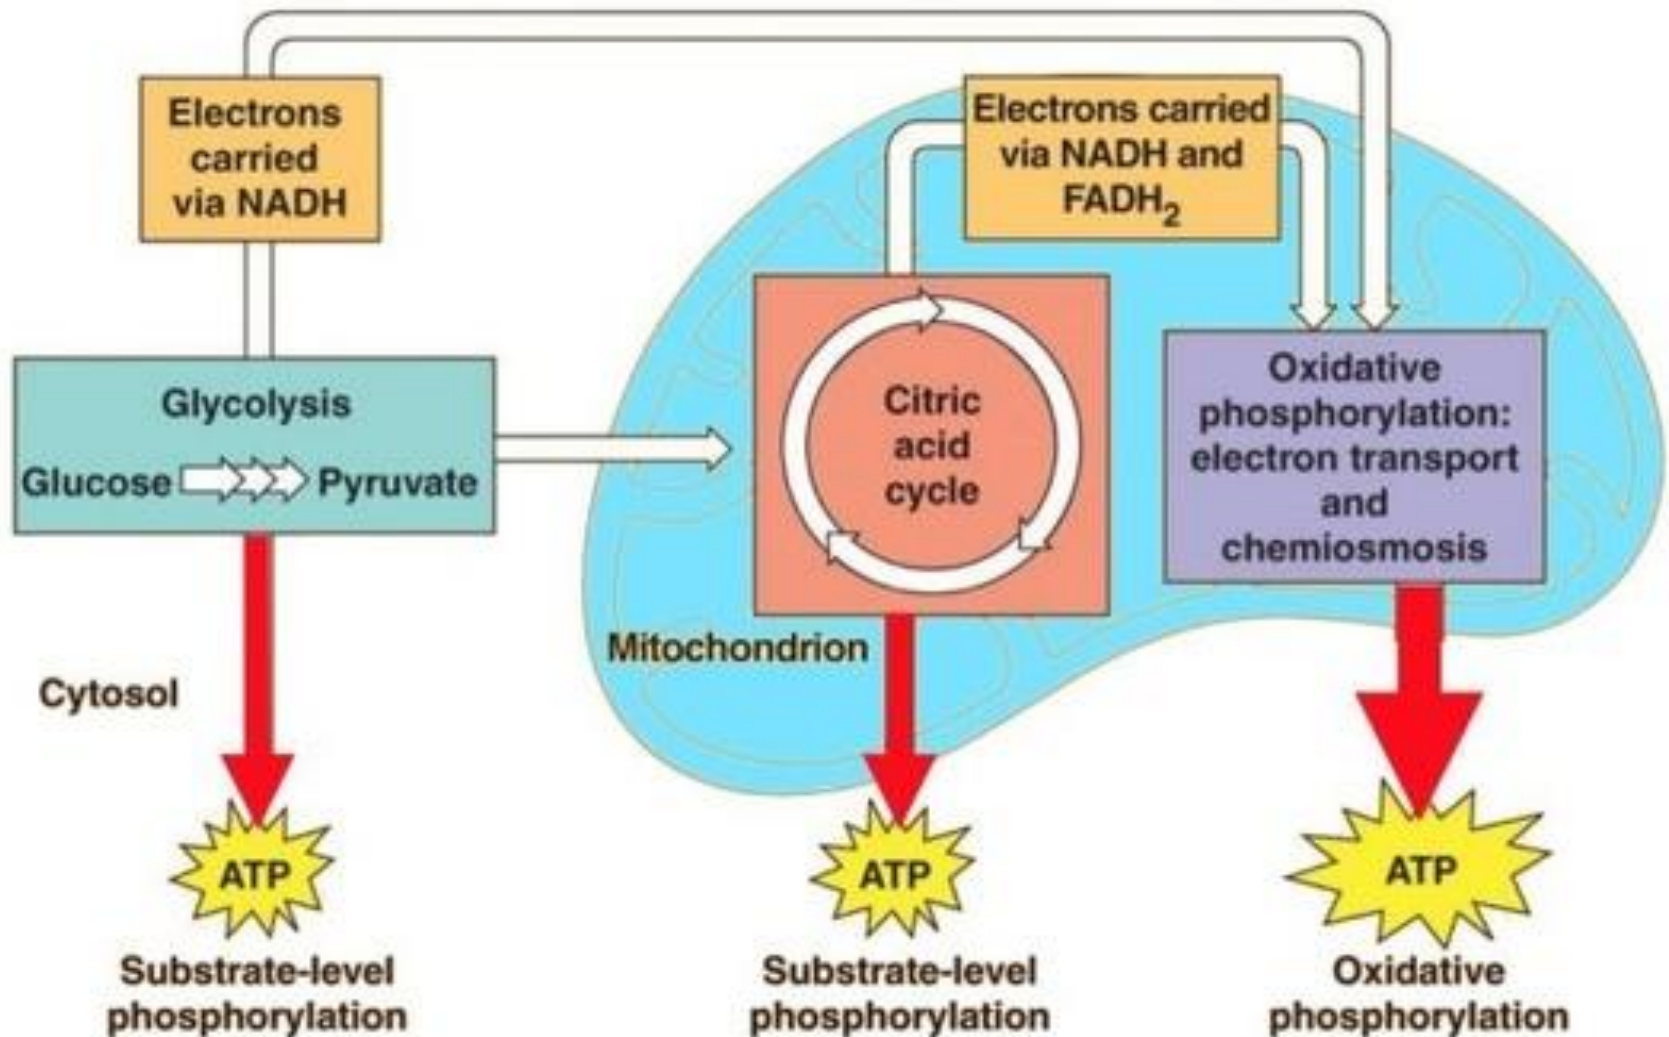 Electrons
carried
via NADH
Electrons carried
via NADH and
FADH2
Glycolysis
Glucose Pyruvate
Citric
acid
cycle
Oxidative
phosphorylation:
electron transport
and
chemiosmosis
Mitochondrion
Cytosol
ATP
ATP
ATP
Substrate-level
phosphorylation
Substrate-level
phosphorylation
Oxidative
phosphorylation